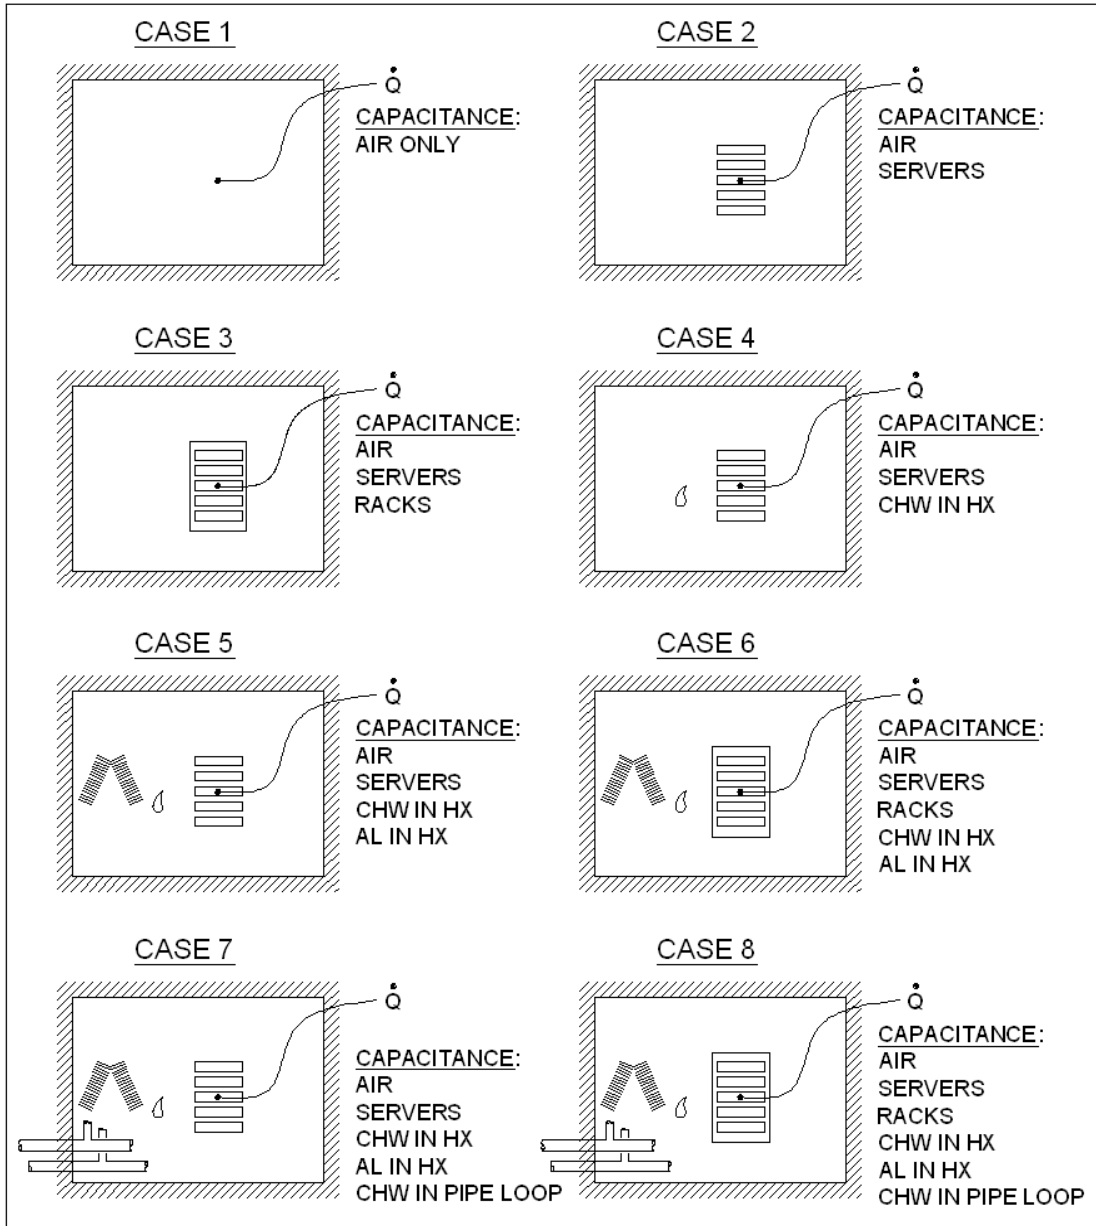 CASE 1
Q̇
CAPACITANCE:
AIR ONLY
CASE 2
Q̇
CAPACITANCE:
AIR
SERVERS
CASE 3
Q̇
CAPACITANCE:
AIR
SERVERS
RACKS
CASE 4
Q̇
CAPACITANCE:
AIR
SERVERS
CHW IN HX
CASE 5
Q̇
CAPACITANCE:
AIR
SERVERS
CHW IN HX
AL IN HX
CASE 6
Q̇
CAPACITANCE:
AIR
SERVERS
RACKS
CHW IN HX
AL IN HX
CASE 7
Q̇
CAPACITANCE:
AIR
SERVERS
CHW IN HX
AL IN HX
CHW IN PIPE LOOP
CASE 8
Q̇
CAPACITANCE:
AIR
SERVERS
RACKS
CHW IN HX
AL IN HX
CHW IN PIPE LOOP